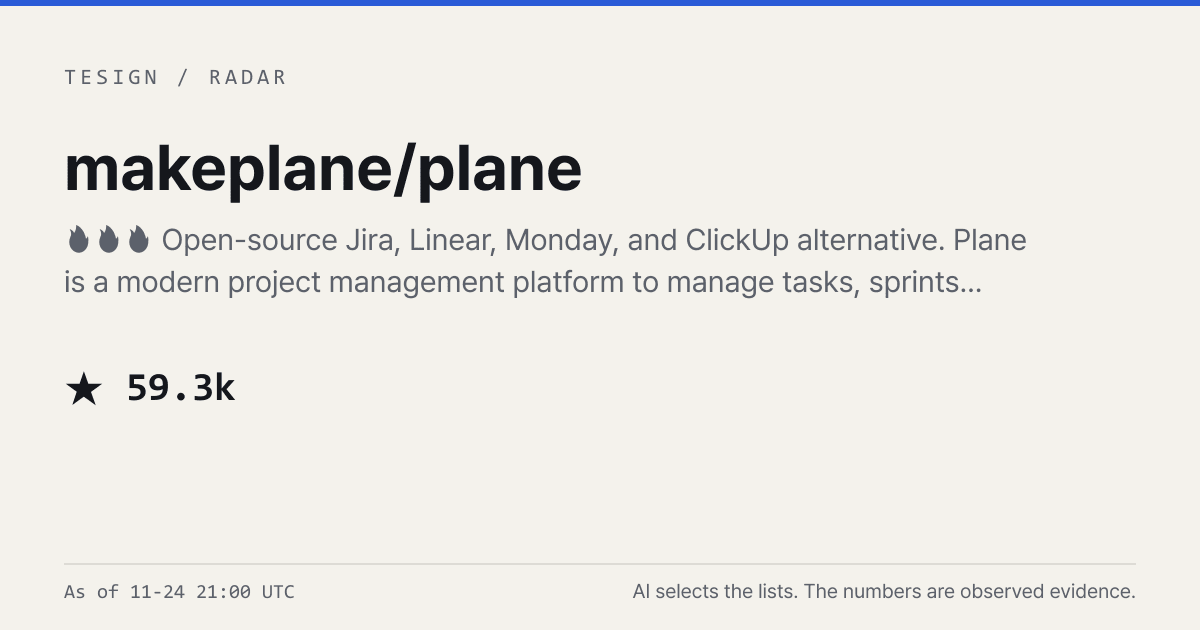 TESIGN / RADAR
makeplane/plane
🔥🔥🔥 Open-source Jira, Linear, Monday, and ClickUp alternative. Plane
is a modern project management platform to manage tasks, sprints...
★ 59.3k
As of 11-24 21:00 UTC
AI selects the lists. The numbers are observed evidence.